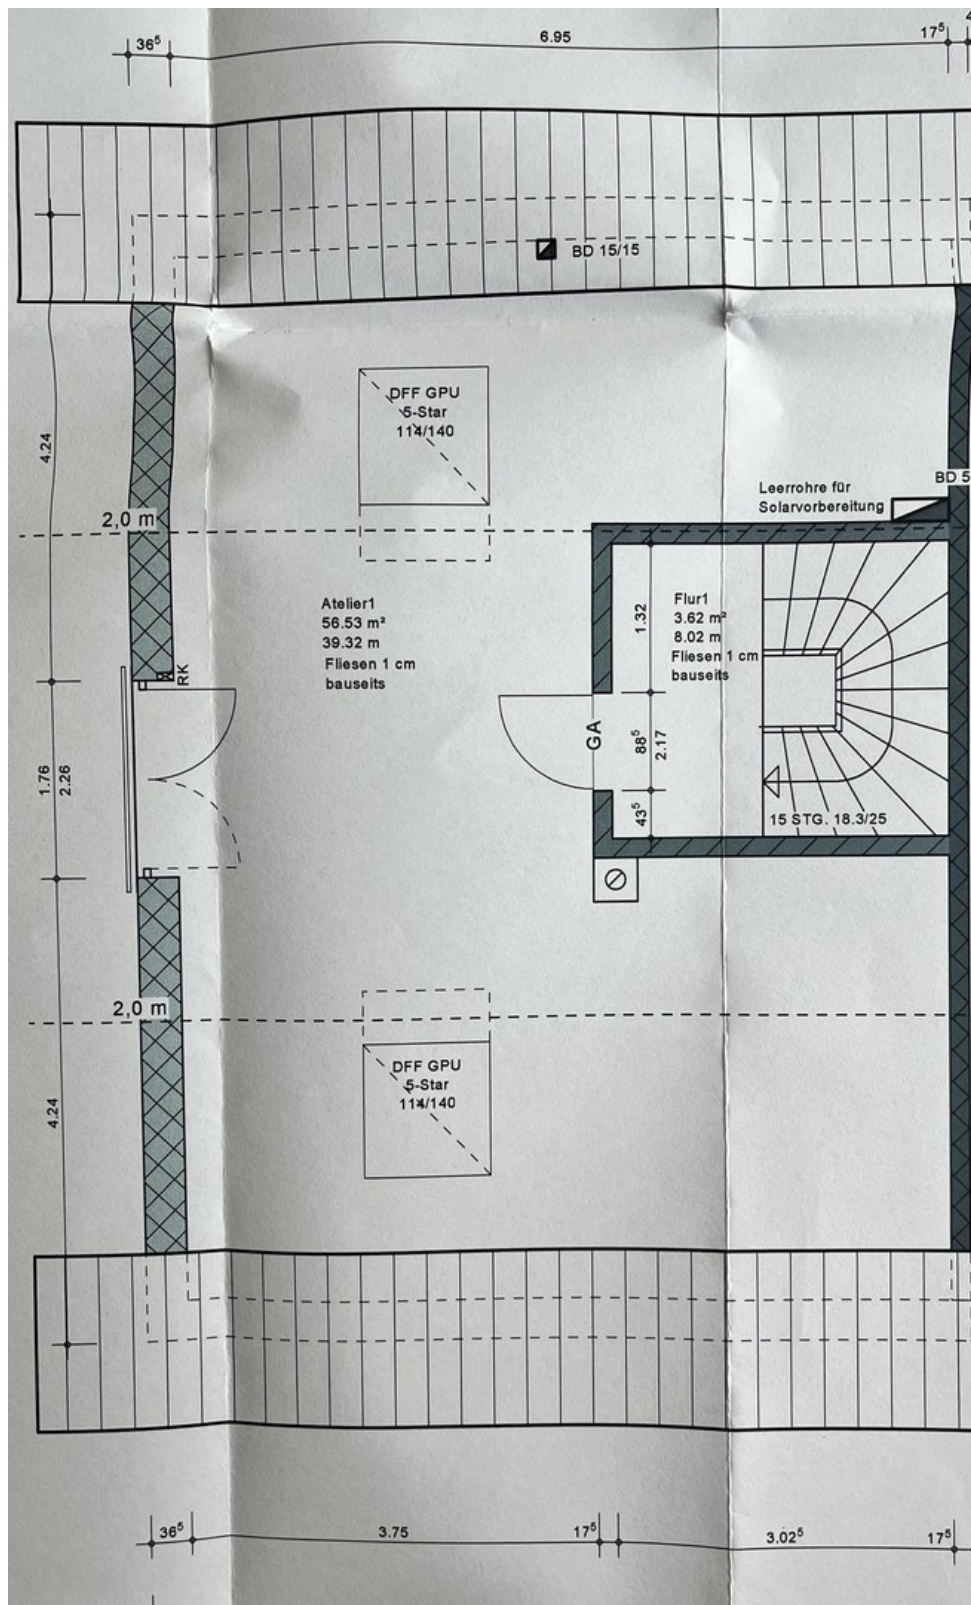 36⁵
6.95
17⁵
BD 15/15
DFF GPU
5-Star
114/140
4.24
BD 5
Leerrohre für
Solarvorbereitung
2,0 m
Atelier1
56.53 m²
39.32 m
Fliesen 1 cm
bauseits
1.32
Flur1
3.62 m²
8.02 m
Fliesen 1 cm
bauseits
RK
GA
88⁵
2.17
1.76
2.26
43⁵
15 STG. 18.3/25
2,0 m
DFF GPU
5-Star
114/140
4.24
36⁵
3.75
17⁵
3.02⁵
17⁵